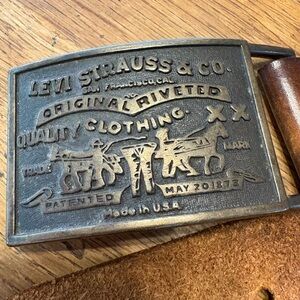 LEVI STRAUSS & CO.
SAN FRANCISCO, CAL.
ORIGINAL RIVETED
QUALITY CLOTHING. XX
TRADE MARK
PATENTED MAY 20 1873
Made in U.S.A.